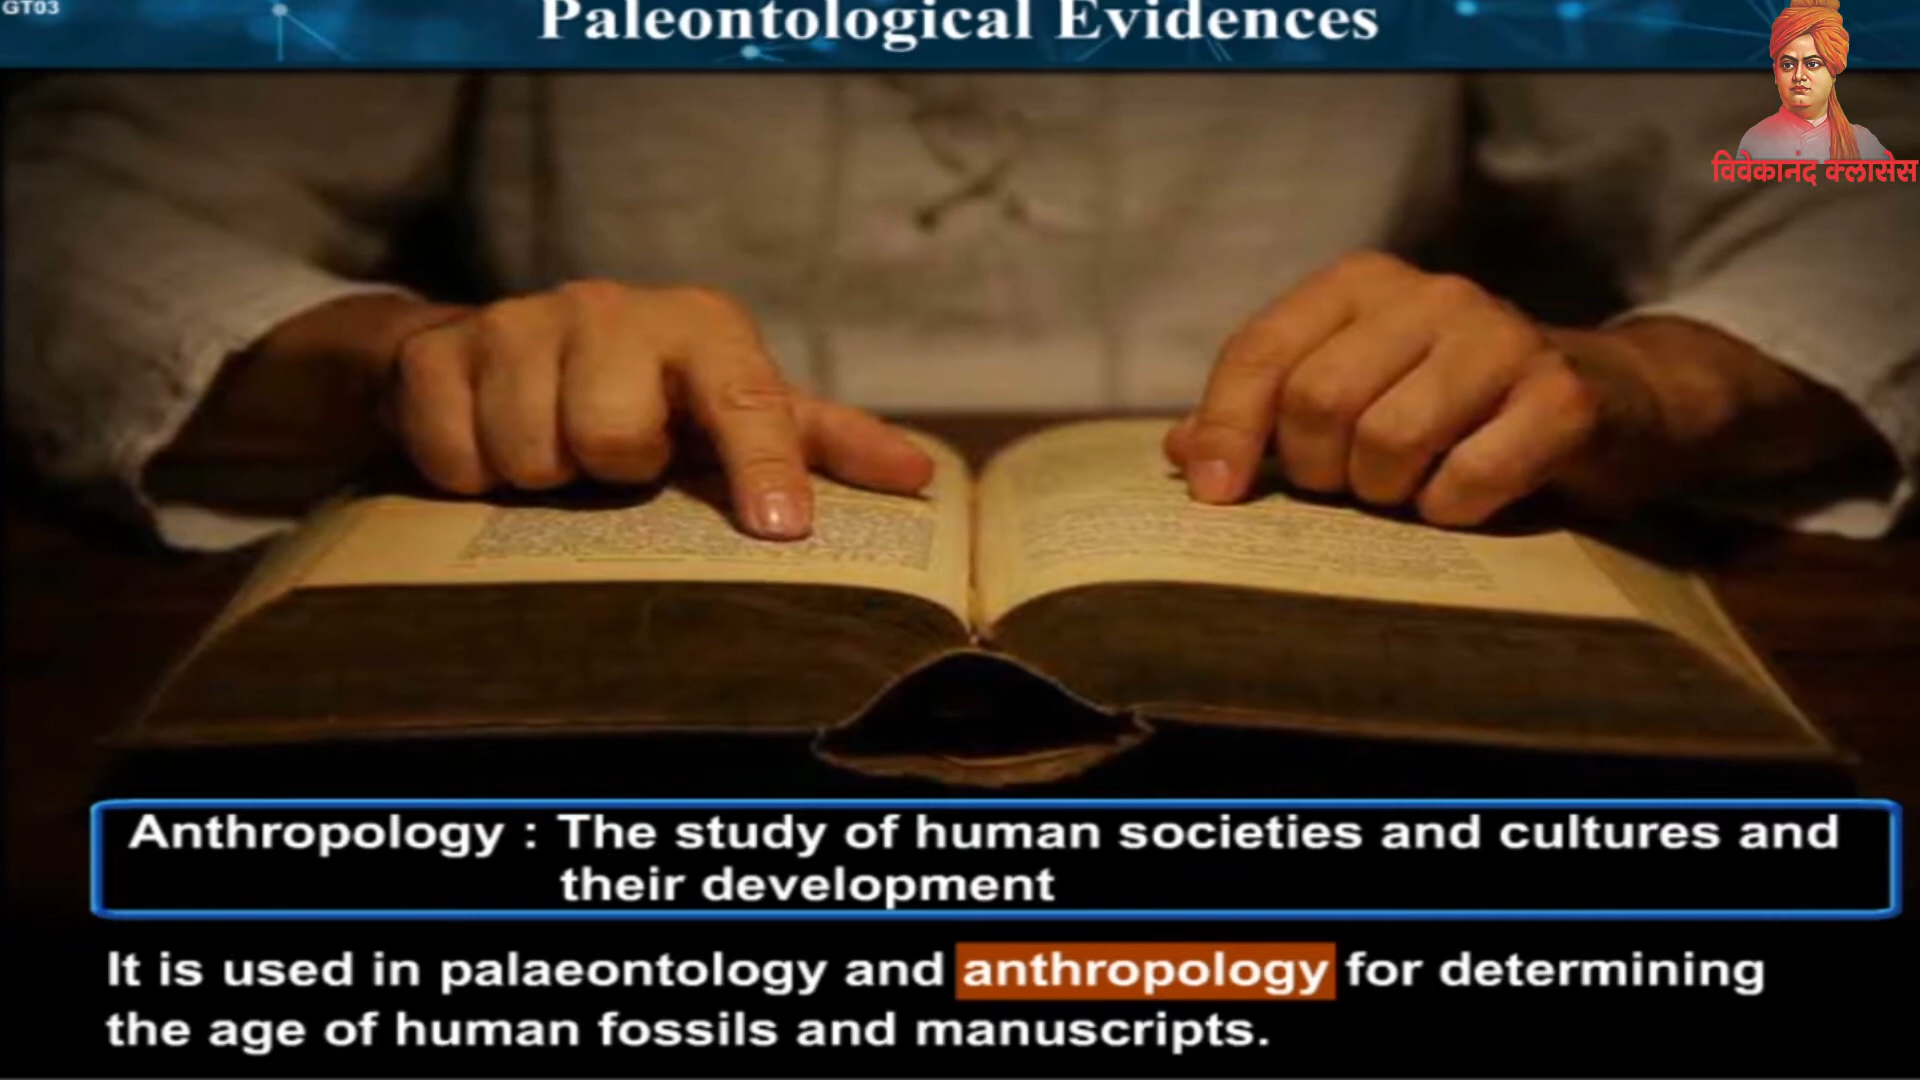 GT03
Paleontological Evidences
विवेकानंद क्लासेस
Anthropology : The study of human societies and cultures and
their development
It is used in palaeontology and anthropology for determining
the age of human fossils and manuscripts.